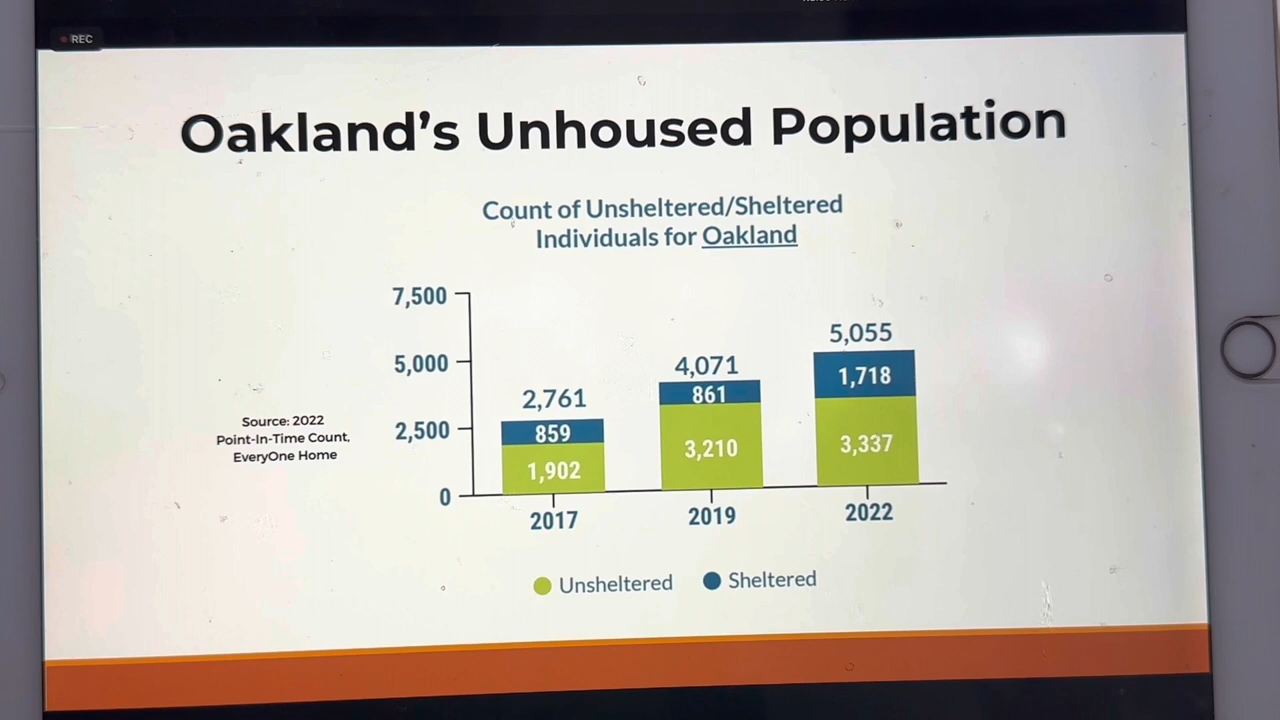 REC
Oakland's Unhoused Population
Count of Unsheltered/Sheltered
Individuals for Oakland
7,500
5,000
2,500
0
2,761
859
1,902
4,071
861
3,210
5,055
1,718
3,337
2017
2019
2022
Source: 2022
Point-In-Time Count,
EveryOne Home
Unsheltered
Sheltered